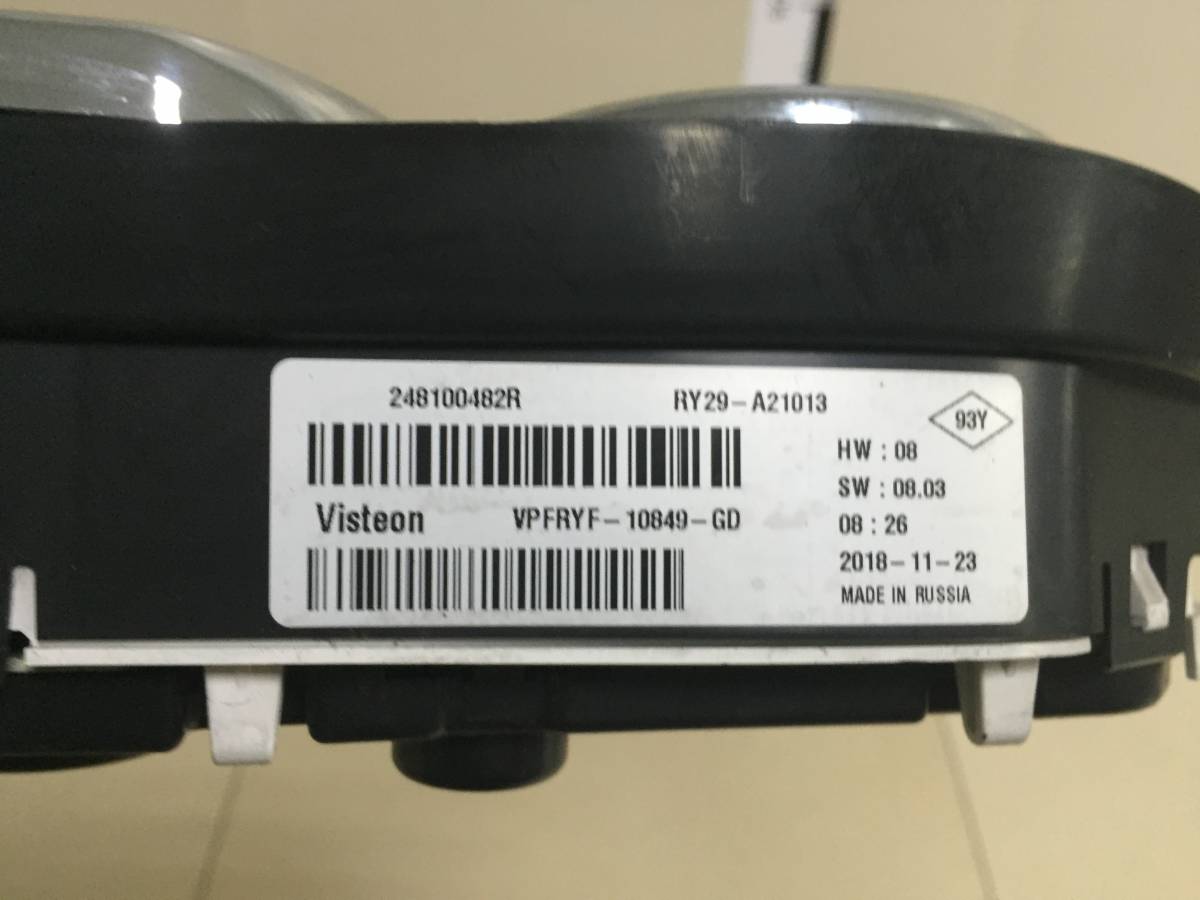 248100482R RY29-A21013
93Y
HW : 08
SW : 08.03
Visteon VPFRYF-10849-GD
08 : 26
2018-11-23
MADE IN RUSSIA